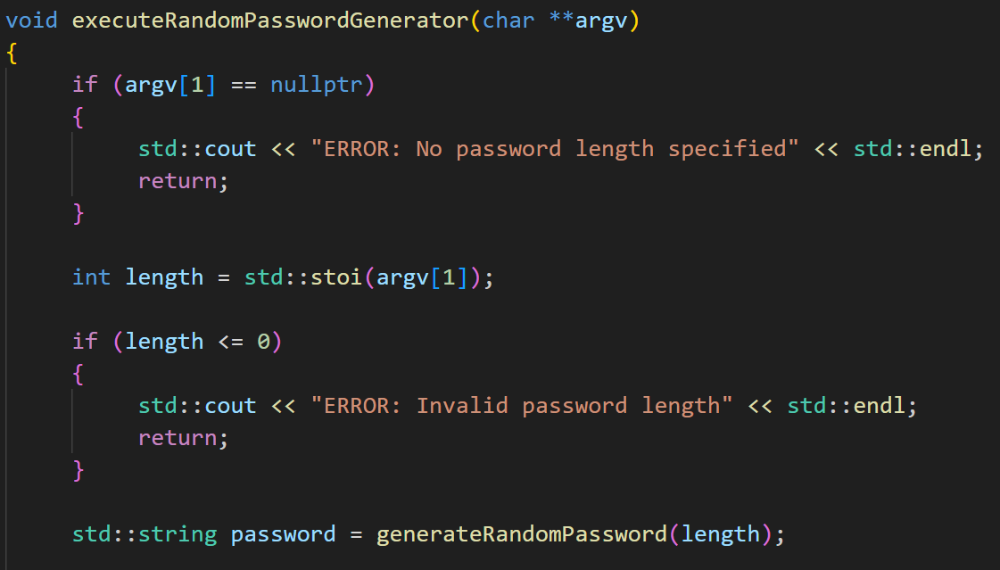 void executeRandomPasswordGenerator(char **argv)
{
if (argv[1] == nullptr)
{
std::cout << "ERROR: No password length specified" << std::endl;
return;
}
int length = std::stoi(argv[1]);
if (length <= 0)
{
std::cout << "ERROR: Invalid password length" << std::endl;
return;
}
std::string password = generateRandomPassword(length);